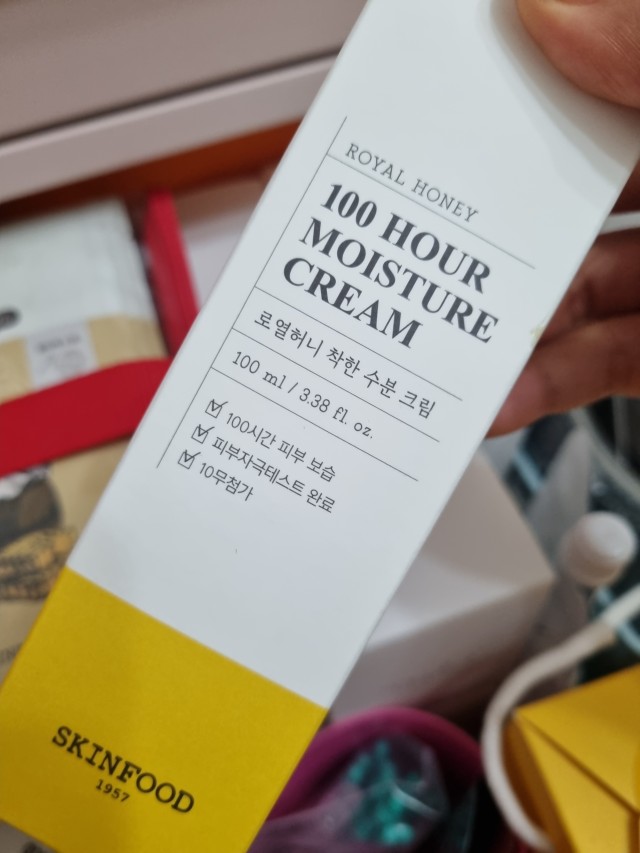 ROYAL HONEY
100 HOUR
MOISTURE
CREAM
로열허니 착한 수분 크림
100 ml / 3.38 fl. oz.
100시간 피부 보습
피부자극테스트 완료
10무첨가
SKINFOOD
1957